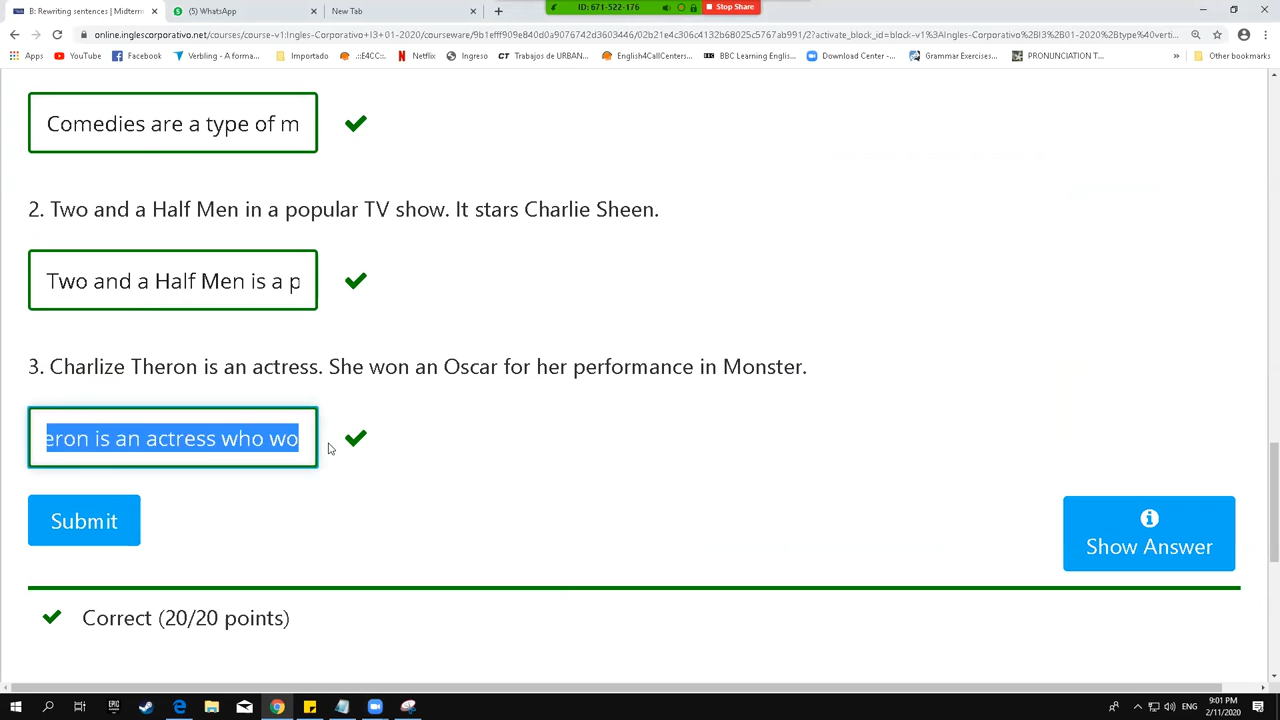 B: Rewriting sentences | Midterm
(5) WhatsApp
New Tab
ID: 671-522-176
Stop Share
online.inglescorporativo.net/courses/course-v1:Ingles-Corporativo+I3+01-2020/courseware/9b1efff909e840d0a9076742d3603446/02b21e4c306c4132b68025c5767ab991/2?activate_block_id=block-v1%3AIngles-Corporativo%2BI3%2B01-2020%2Btype%40verti...
Apps
YouTube
Facebook
Verbling - A forma...
Importado
.::E4CC::.
Netflix
Ingreso
CT Trabajos de URBAN...
English4CallCenters...
BBC Learning Englis...
Download Center -...
Grammar Exercises...
PRONUNCIATION T...
»
Other bookmarks
Comedies are a type of m
2. Two and a Half Men in a popular TV show. It stars Charlie Sheen.
Two and a Half Men is a p
3. Charlize Theron is an actress. She won an Oscar for her performance in Monster.
eron is an actress who wo
Submit
Show Answer
Correct (20/20 points)
ENG
9:01 PM
2/11/2020